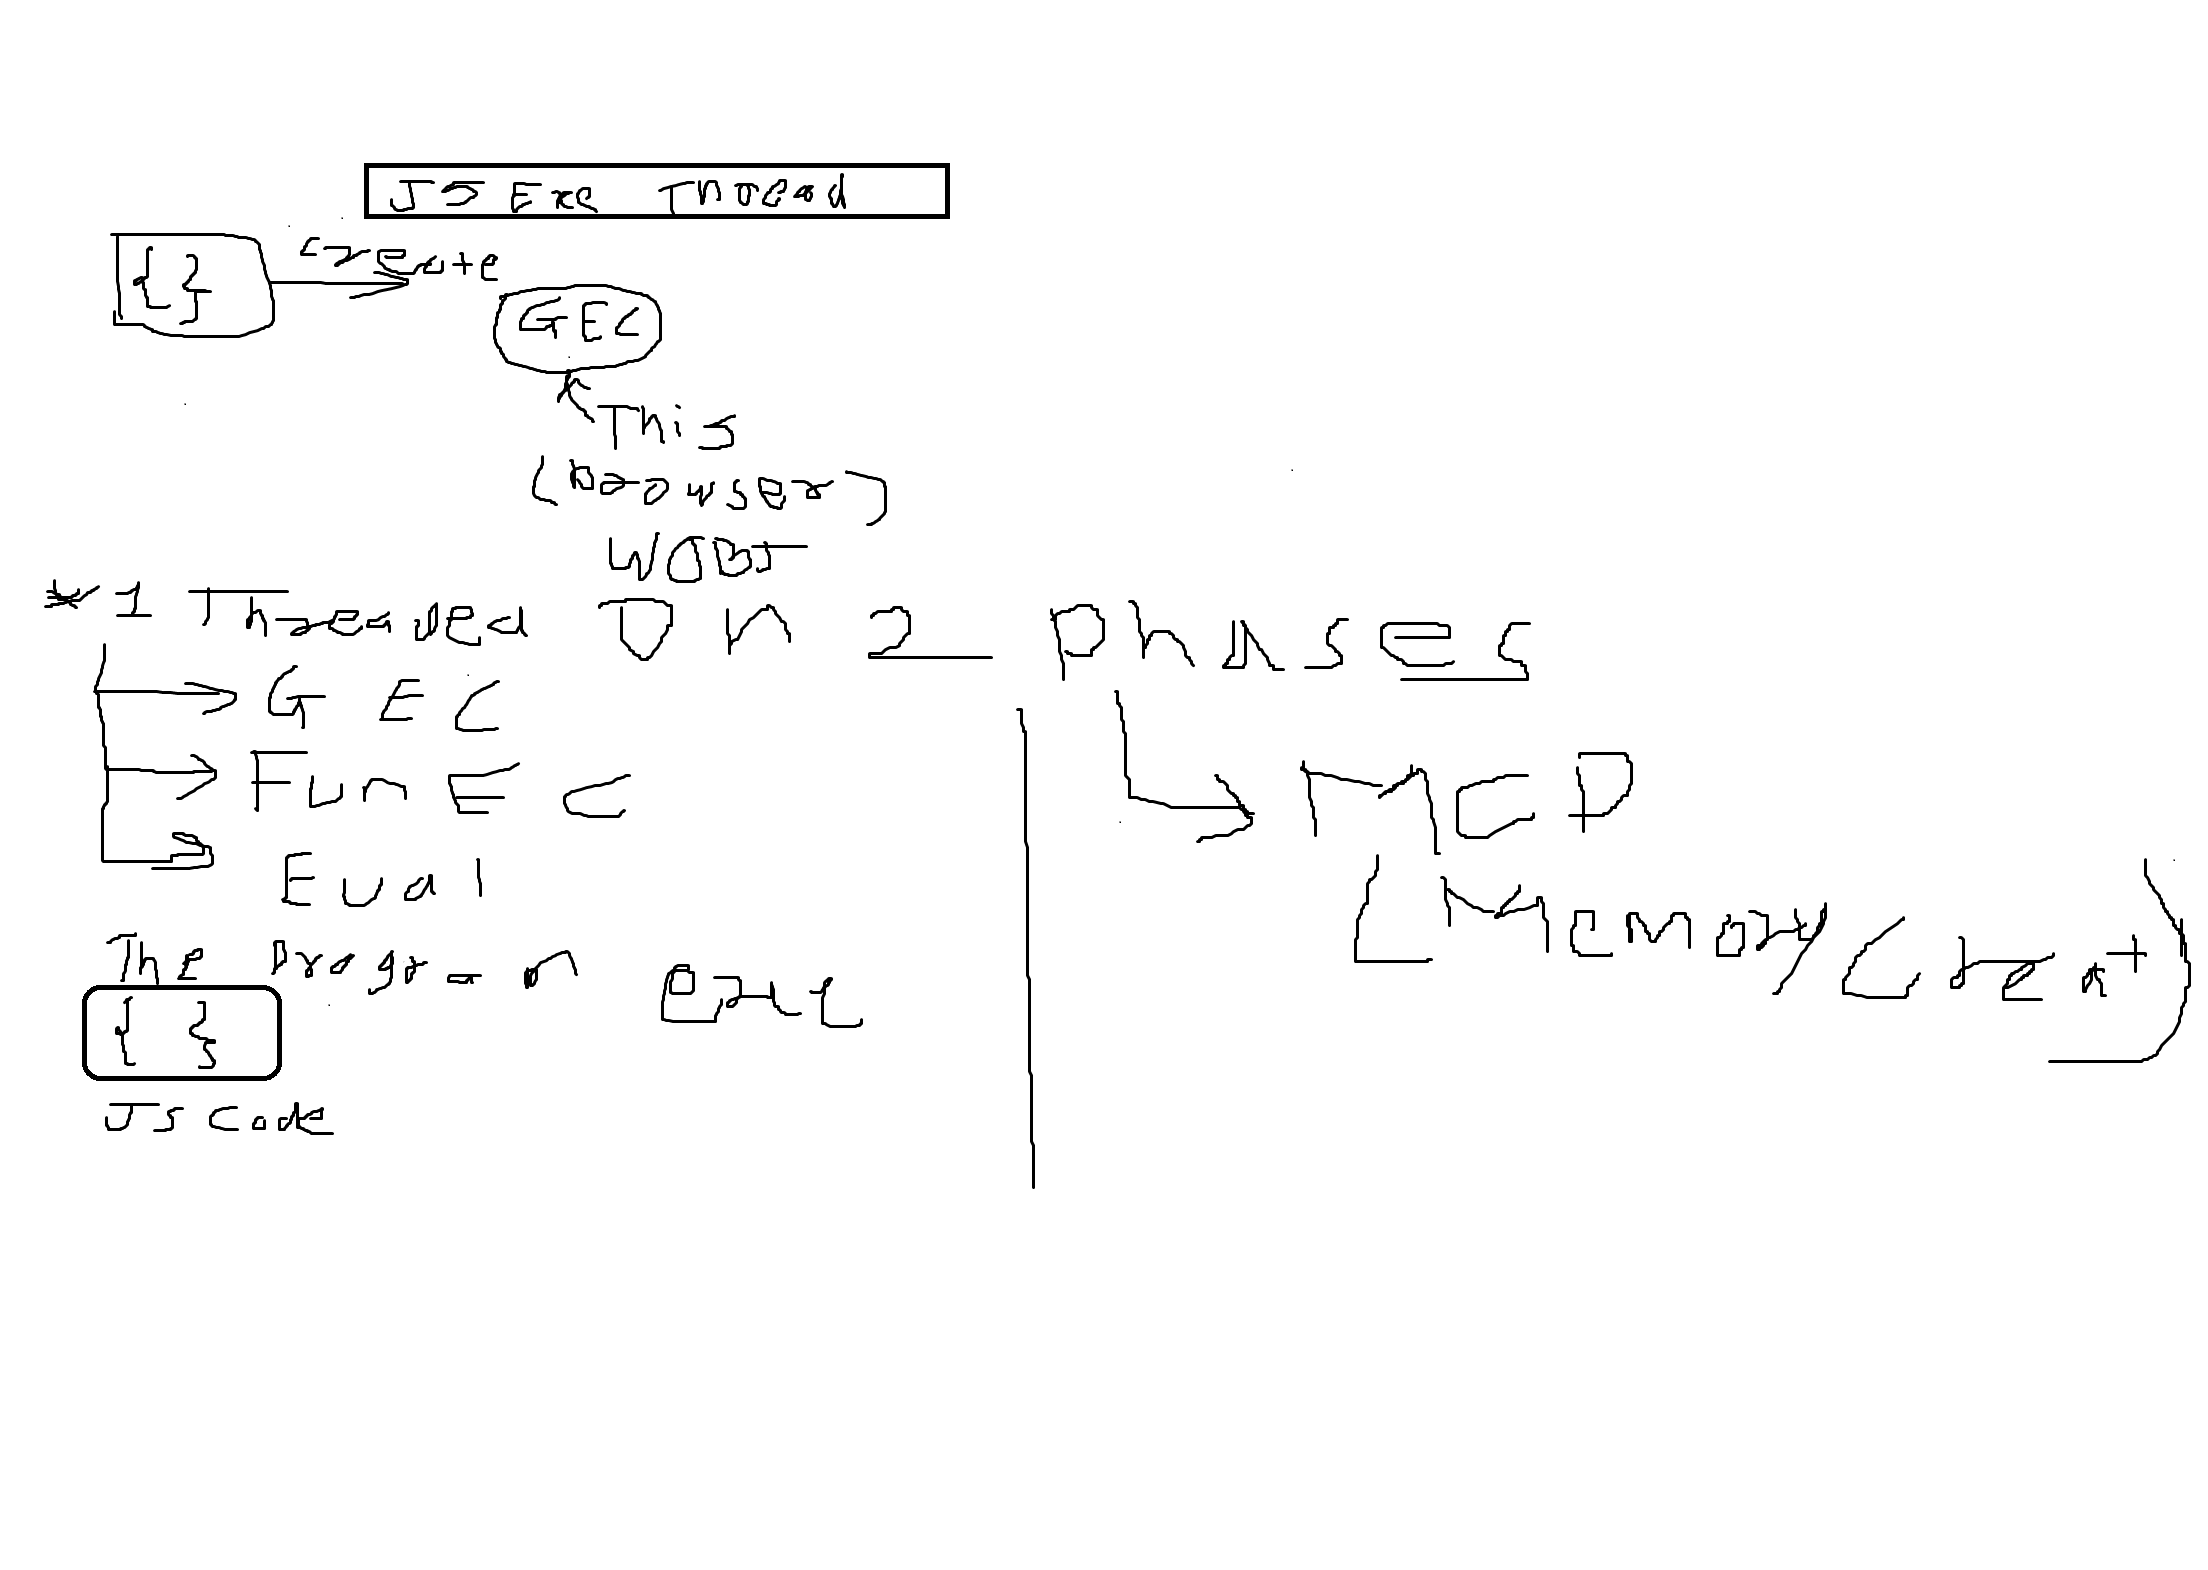 JS Exe Thread
{ }
create
GEC
This
(browser)
WOBJ
* 1 Threaded On 2 phases
GEC
Fun EC
Eval
The program exe
{ }
JS Code
MCP
(Memory Creat)